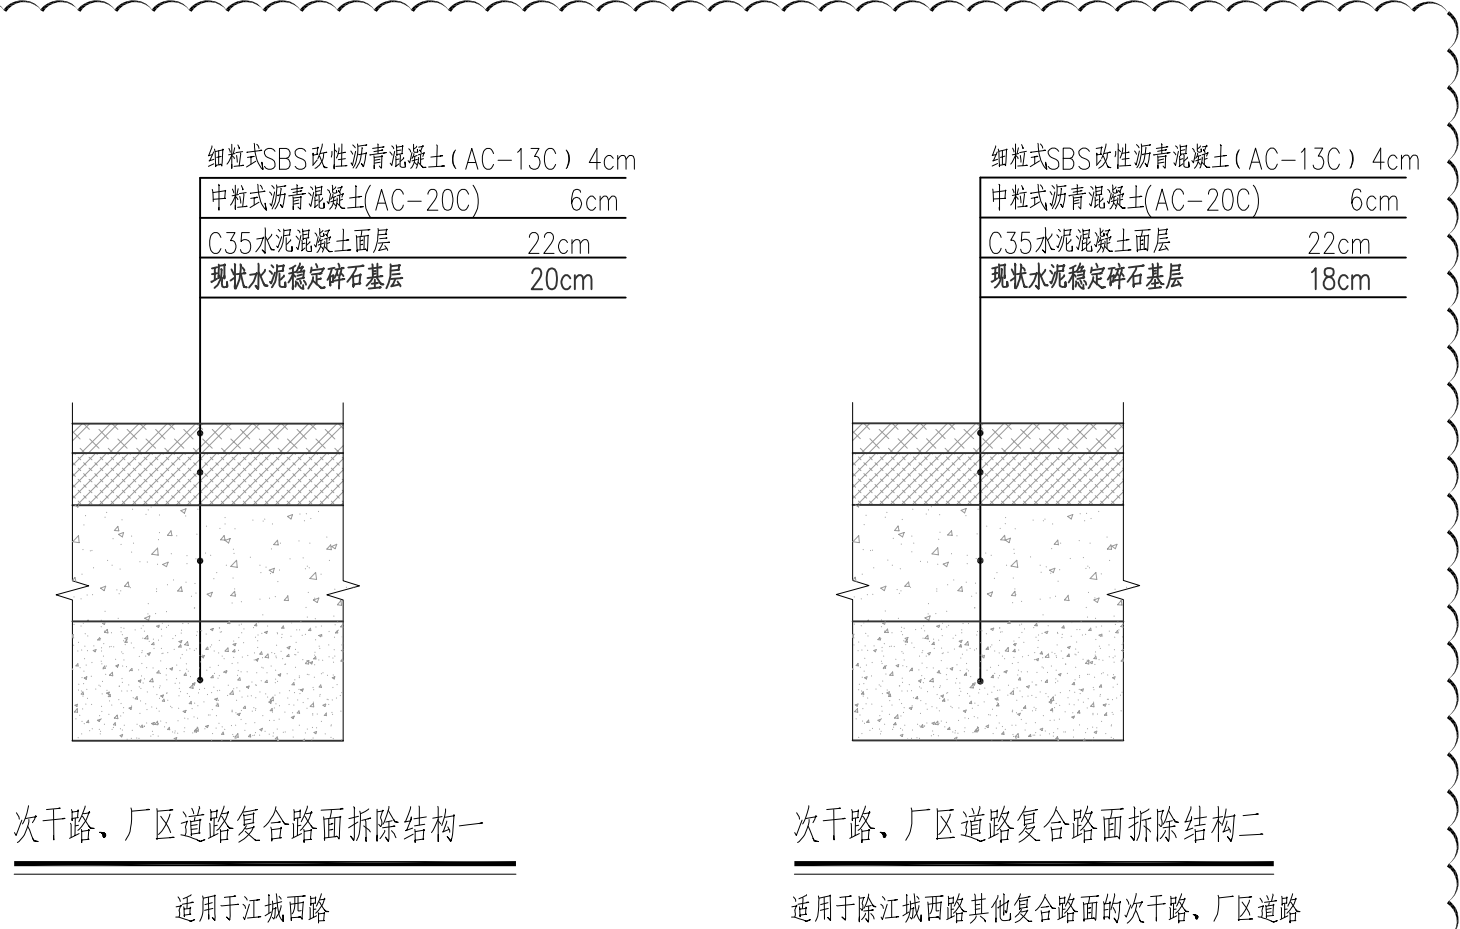 细粒式SBS改性沥青混凝土(AC-13C) 4cm
中粒式沥青混凝土(AC-20C) 6cm
C35水泥混凝土面层 22cm
现状水泥稳定碎石基层 20cm
次干路、厂区道路复合路面拆除结构一
适用于江城西路
细粒式SBS改性沥青混凝土(AC-13C) 4cm
中粒式沥青混凝土(AC-20C) 6cm
C35水泥混凝土面层 22cm
现状水泥稳定碎石基层 18cm
次干路、厂区道路复合路面拆除结构二
适用于除江城西路其他复合路面的次干路、厂区道路